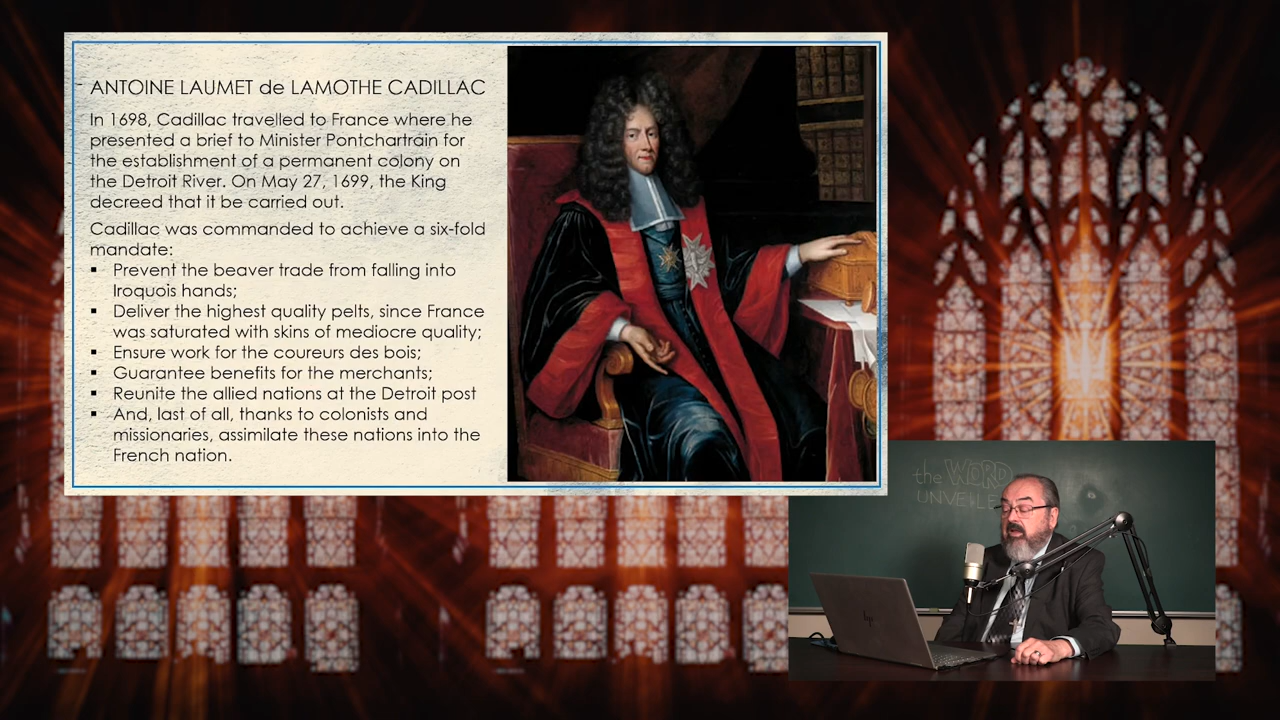 ANTOINE LAUMET de LAMOTHE CADILLAC
In 1698, Cadillac travelled to France where he
presented a brief to Minister Pontchartrain for
the establishment of a permanent colony on
the Detroit River. On May 27, 1699, the King
decreed that it be carried out.
Cadillac was commanded to achieve a six-fold
mandate:
▪ Prevent the beaver trade from falling into
Iroquois hands;
▪ Deliver the highest quality pelts, since France
was saturated with skins of mediocre quality;
▪ Ensure work for the coureurs des bois;
▪ Guarantee benefits for the merchants;
▪ Reunite the allied nations at the Detroit post
▪ And, last of all, thanks to colonists and
missionaries, assimilate these nations into the
French nation.
the WORD
UNVEILE
hp